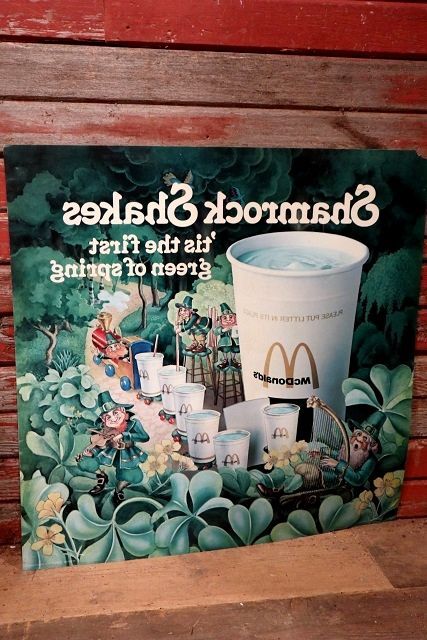 Shamrock Shakes
'tis the first
green of spring
PLEASE PUT LITTER IN ITS PLACE
McDonald's